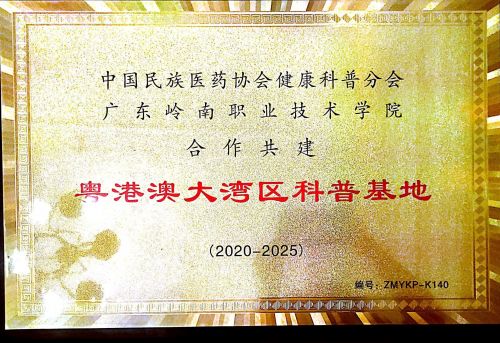 中国民族医药协会健康科普分会
广东岭南职业技术学院
合作共建
粤港澳大湾区科普基地
(2020-2025)
编号：ZMYKP-K140